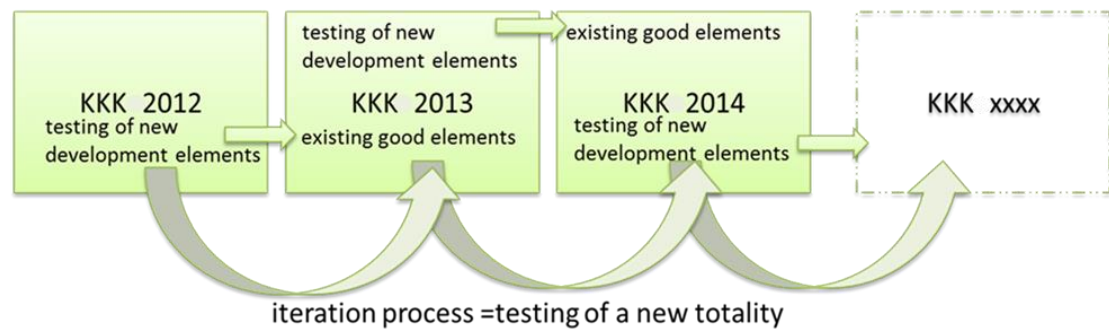 KKK 2012
testing of new
development elements
testing of new
development elements
KKK 2013
existing good elements
existing good elements
KKK 2014
testing of new
development elements
KKK xxxx
iteration process =testing of a new totality